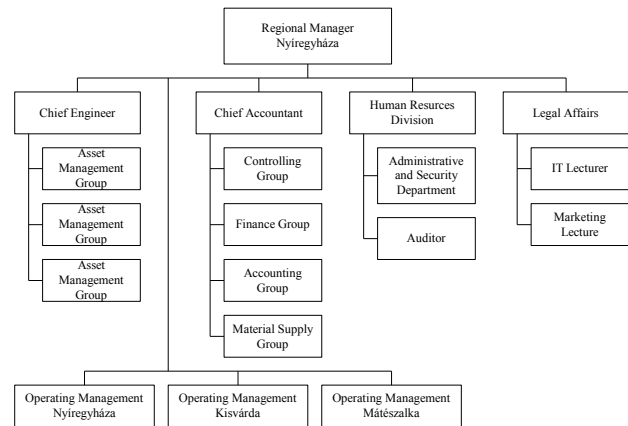 Regional Manager
Nyíregyháza
Chief Engineer
Asset
Management
Group
Asset
Management
Group
Asset
Management
Group
Chief Accountant
Controlling
Group
Finance Group
Accounting
Group
Material Supply
Group
Human Resurces
Division
Administrative
and Security
Department
Auditor
Legal Affairs
IT Lecturer
Marketing
Lecture
Operating Management
Nyíregyháza
Operating Management
Kisvárda
Operating Management
Mátészalka